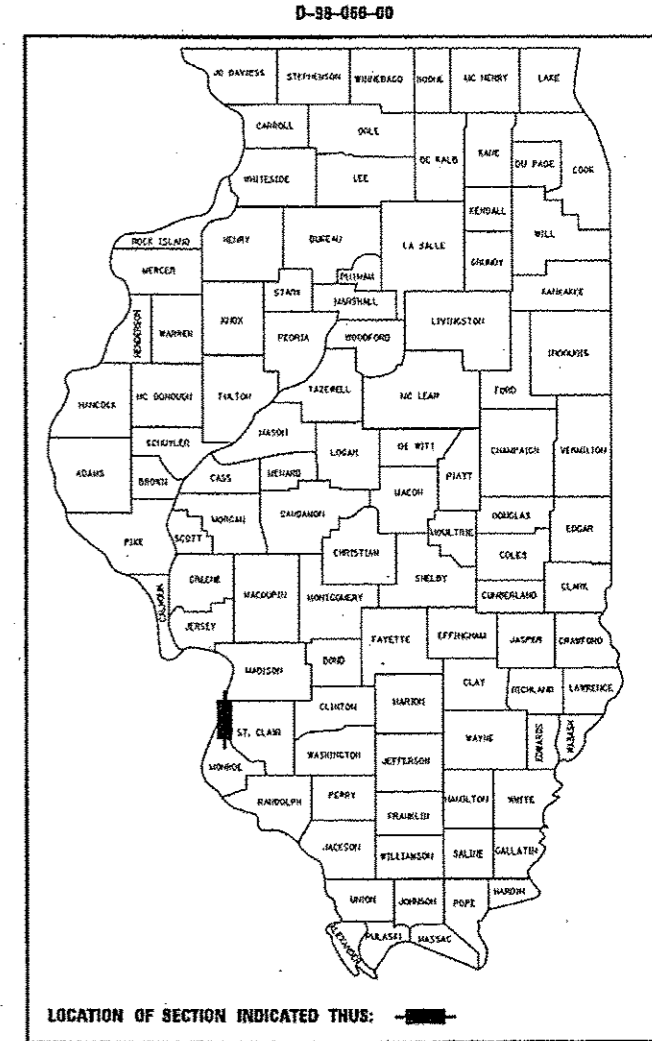 D-98-066-00
JO DAVIESS STEPHENSON WINNEBAGO BOONE MC HENRY LAKE
CARROLL OGLE
DE KALB KANE DU PAGE COOK
WHITESIDE LEE
KENDALL
ROCK ISLAND HENRY BUREAU LA SALLE WILL
MERCER GRUNDY
PUTNAM
STARK MARSHALL KANKAKEE
HENDERSON WARREN KNOX PEORIA WOODFORD LIVINGSTON IROQUOIS
HANCOCK MC DONOUGH FULTON TAZEWELL MC LEAN FORD
MASON
SCHUYLER LOGAN DE WITT CHAMPAIGN VERMILION
ADAMS BROWN CASS MENARD MACON PIATT
MORGAN SANGAMON DOUGLAS EDGAR
PIKE SCOTT CHRISTIAN MOULTRIE COLES
CALHOUN GREENE MACOUPIN MONTGOMERY SHELBY CUMBERLAND CLARK
JERSEY FAYETTE EFFINGHAM JASPER CRAWFORD
MADISON BOND CLAY RICHLAND LAWRENCE
CLINTON MARION
ST. CLAIR WAYNE EDWARDS WABASH
MONROE WASHINGTON JEFFERSON
RANDOLPH PERRY HAMILTON WHITE
FRANKLIN
JACKSON WILLIAMSON SALINE GALLATIN
UNION JOHNSON POPE HARDIN
ALEXANDER PULASKI MASSAC
LOCATION OF SECTION INDICATED THUS: